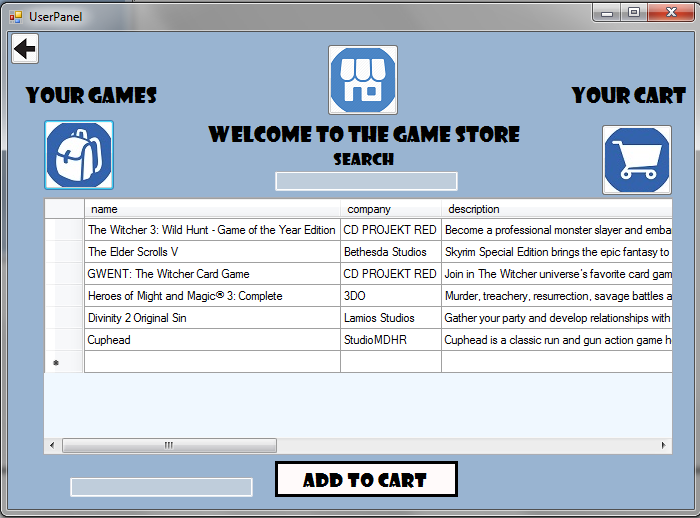 UserPanel
YOUR GAMES
YOUR CART
WELCOME TO THE GAME STORE
SEARCH
name company description
The Witcher 3: Wild Hunt - Game of the Year Edition CD PROJEKT RED Become a professional monster slayer and emba
The Elder Scrolls V Bethesda Studios Skyrim Special Edition brings the epic fantasy to
GWENT: The Witcher Card Game CD PROJEKT RED Join in The Witcher universe's favorite card gam
Heroes of Might and Magic® 3: Complete 3DO Murder, treachery, resurrection, savage battles a
Divinity 2 Original Sin Lamios Studios Gather your party and develop relationships with
Cuphead StudioMDHR Cuphead is a classic run and gun action game h
ADD TO CART